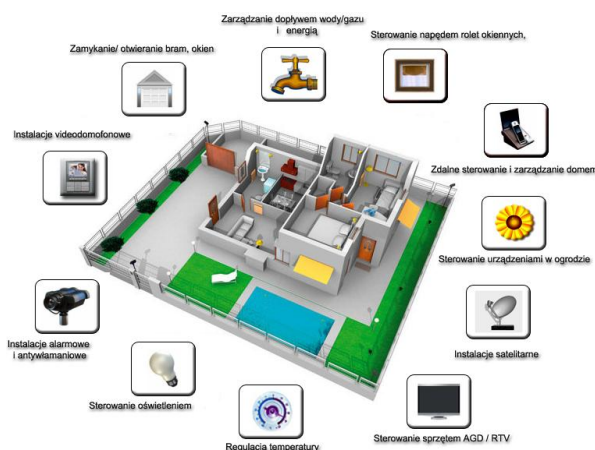 Zarządzanie dopływem wody/gazu
i energią
Sterowanie napędem rolet okiennych,
Zamykanie/ otwieranie bram, okien
Instalacje videodomofonowe
Zdalne sterowanie i zarządzanie domem
Sterowanie urządzeniami w ogrodzie
Instalacje alarmowe
i antywłamaniowe
Instalacje satelitarne
Sterowanie oświetleniem
Regulacja temperatury
Sterowanie sprzętem AGD / RTV